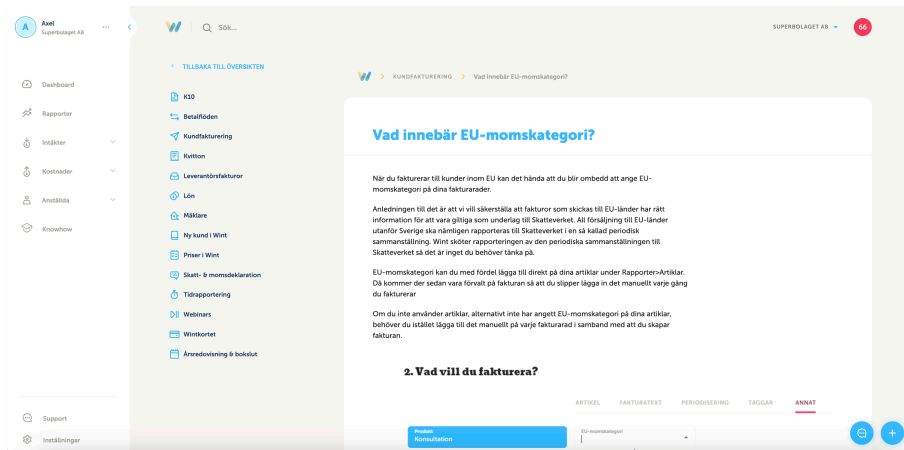 A
Axel
Superbolaget AB
...
Sök...
SUPERBOLAGET AB
66
Dashboard
Rapporter
Intäkter
Kostnader
Anställda
Knowhow
Support
Inställningar
TILLBAKA TILL ÖVERSIKTEN
K10
Betalflöden
Kundfakturering
Kvitton
Leverantörsfakturor
Lön
Mäklare
Ny kund i Wint
Priser i Wint
Skatt- & momsdeklaration
Tidrapportering
Webinars
Wintkortet
Årsredovisning & bokslut
KUNDFAKTURERING > Vad innebär EU-momskategori?
Vad innebär EU-momskategori?
När du fakturerar till kunder inom EU kan det hända att du blir ombedd att ange EU-
momskategori på dina fakturarader.
Anledningen till det är att vi vill säkerställa att fakturor som skickas till EU-länder har rätt
information för att vara giltiga som underlag till Skatteverket. All försäljning till EU-länder
utanför Sverige ska nämligen rapporteras till Skatteverket i en så kallad periodisk
sammanställning. Wint sköter rapporteringen av den periodiska sammanställningen till
Skatteverket så det är inget du behöver tänka på.
EU-momskategori kan du med fördel lägga till direkt på dina artiklar under Rapporter>Artiklar.
Då kommer der sedan vara förvalt på fakturan så att du slipper lägga in det manuellt varje gång
du fakturerar
Om du inte använder artiklar, alternativt inte har angett EU-momskategori på dina artiklar,
behöver du istället lägga till det manuellt på varje fakturarad i samband med att du skapar
fakturan.
2. Vad vill du fakturera?
ARTIKEL FAKTURATEXT PERIODISERING TAGGAR ANNAT
Produkt
Konsultation
EU-momskategori